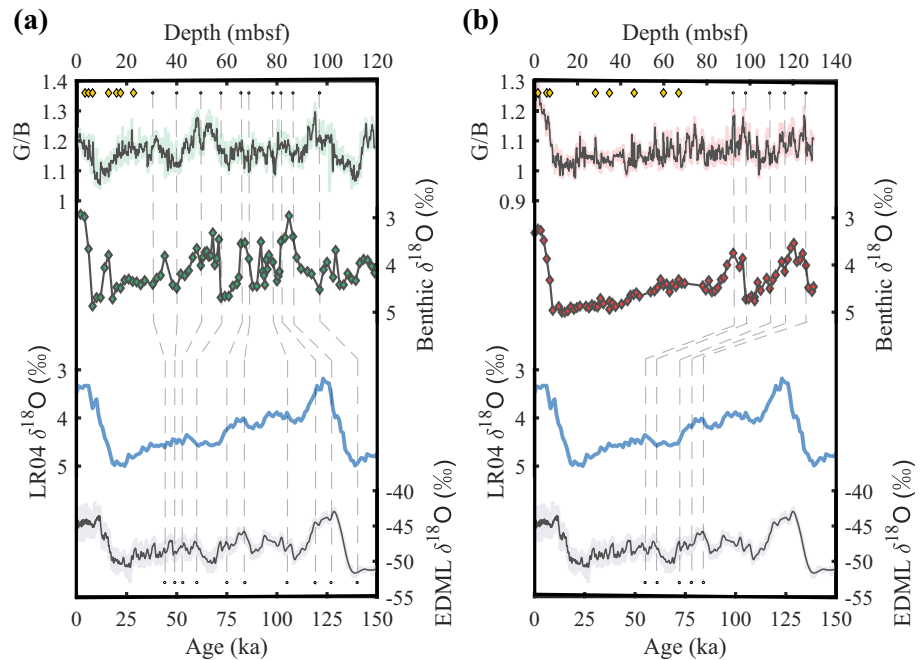 (a)
Depth (mbsf)
0 20 40 60 80 100 120
1.4
1.3
1.2
1.1
1
G/B
3
4
5
Benthic δ18O (‰)
3
4
5
LR04 δ18O (‰)
-40
-45
-50
-55
EDML δ18O (‰)
0 25 50 75 100 125 150
Age (ka)
(b)
Depth (mbsf)
0 20 40 60 80 100 120 140
1.3
1.2
1.1
1
0.9
G/B
3
4
5
Benthic δ18O (‰)
3
4
5
LR04 δ18O (‰)
-40
-45
-50
-55
EDML δ18O (‰)
0 25 50 75 100 125 150
Age (ka)